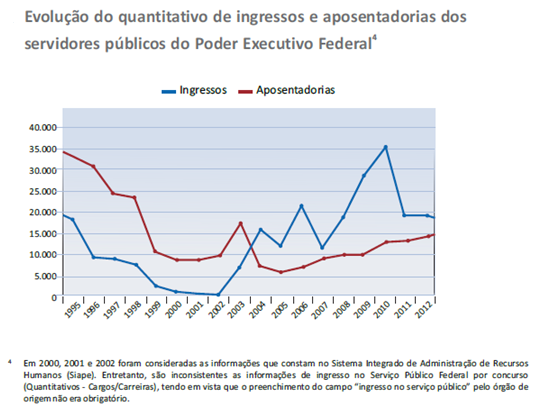 Evolução do quantitativo de ingressos e aposentadorias dos
servidores públicos do Poder Executivo Federal⁴
Ingressos Aposentadorias
40.000
35.000
30.000
25.000
20.000
15.000
10.000
5.000
0
1995 1996 1997 1998 1999 2000 2001 2002 2003 2004 2005 2006 2007 2008 2009 2010 2011 2012
⁴ Em 2000, 2001 e 2002 foram consideradas as informações que constam no Sistema Integrado de Administração de Recursos
Humanos (Siape). Entretanto, são inconsistentes as informações de ingresso no Serviço Público Federal por concurso
(Quantitativos - Cargos/Carreiras), tendo em vista que o preenchimento do campo “ingresso no serviço público” pelo órgão de
origem não era obrigatório.